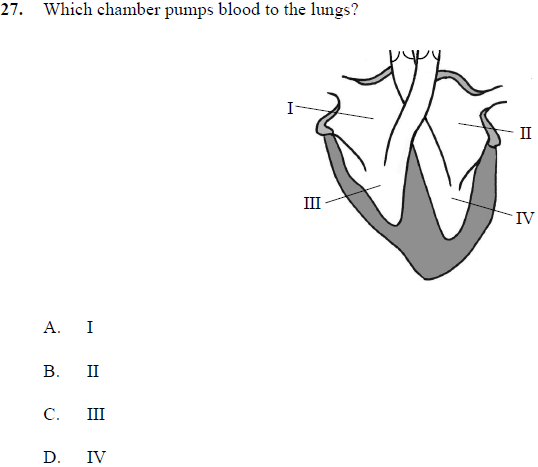 27. Which chamber pumps blood to the lungs?
I
II
III
IV
A. I
B. II
C. III
D. IV